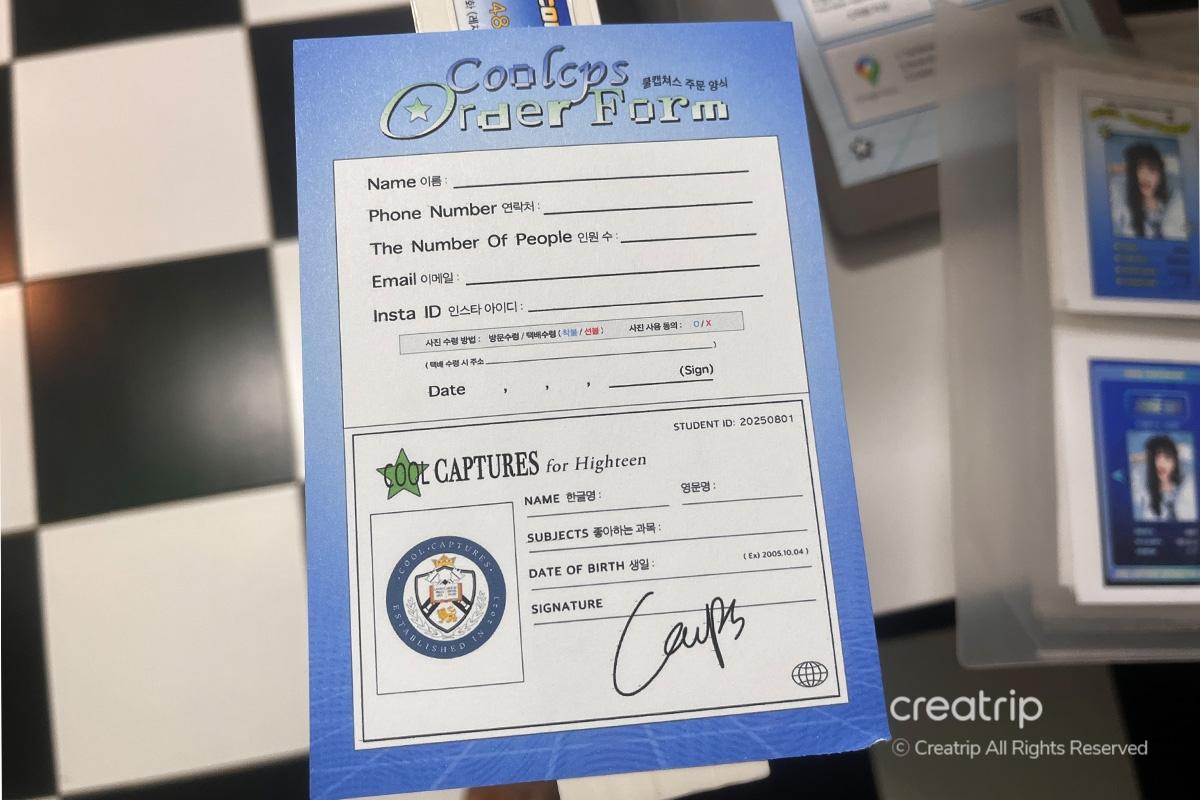 48
Coolcps
쿨캡쳐스 주문 양식
Order Form
Name 이름 :
Phone Number 연락처 :
The Number Of People 인원 수 :
Email 이메일 :
Insta ID 인스타 아이디 :
사진 수령 방법 : 방문수령 / 택배수령 ( 착불 / 선불 ) 사진 사용 동의 : O / X
( 택배 수령 시 주소 )
Date , , , (Sign)
STUDENT ID: 20250801
COOL CAPTURES for Highteen
NAME 한글명 : 영문명 :
SUBJECTS 좋아하는 과목 :
DATE OF BIRTH 생일 : ( Ex) 2005.10.04 )
SIGNATURE
COOL CAPTURES
ESTABLISHED IN 2021
creatrip
© Creatrip All Rights Reserved